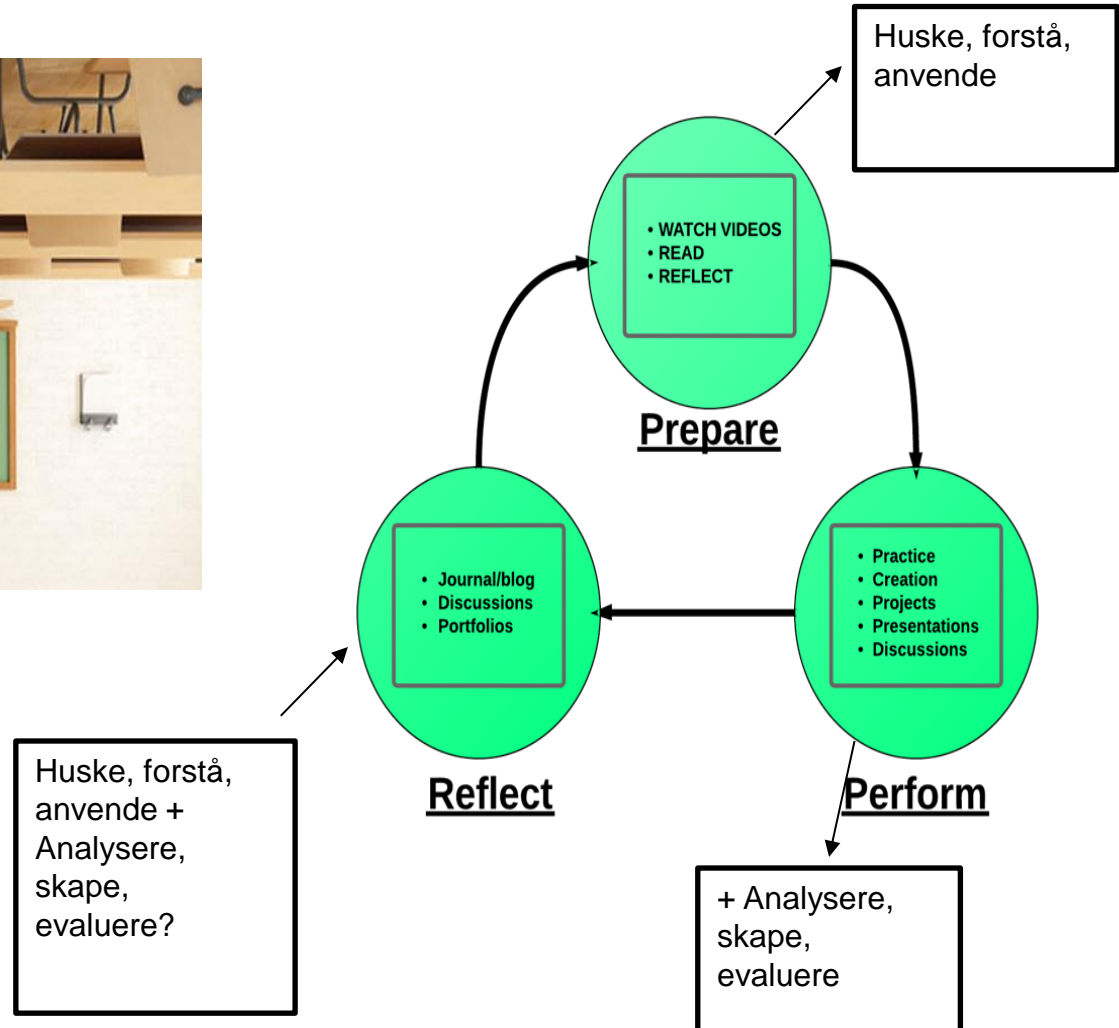 Huske, forstå,
anvende
• WATCH VIDEOS
• READ
• REFLECT
Prepare
• Journal/blog
• Discussions
• Portfolios
Reflect
• Practice
• Creation
• Projects
• Presentations
• Discussions
Perform
Huske, forstå,
anvende +
Analysere,
skape,
evaluere?
+ Analysere,
skape,
evaluere